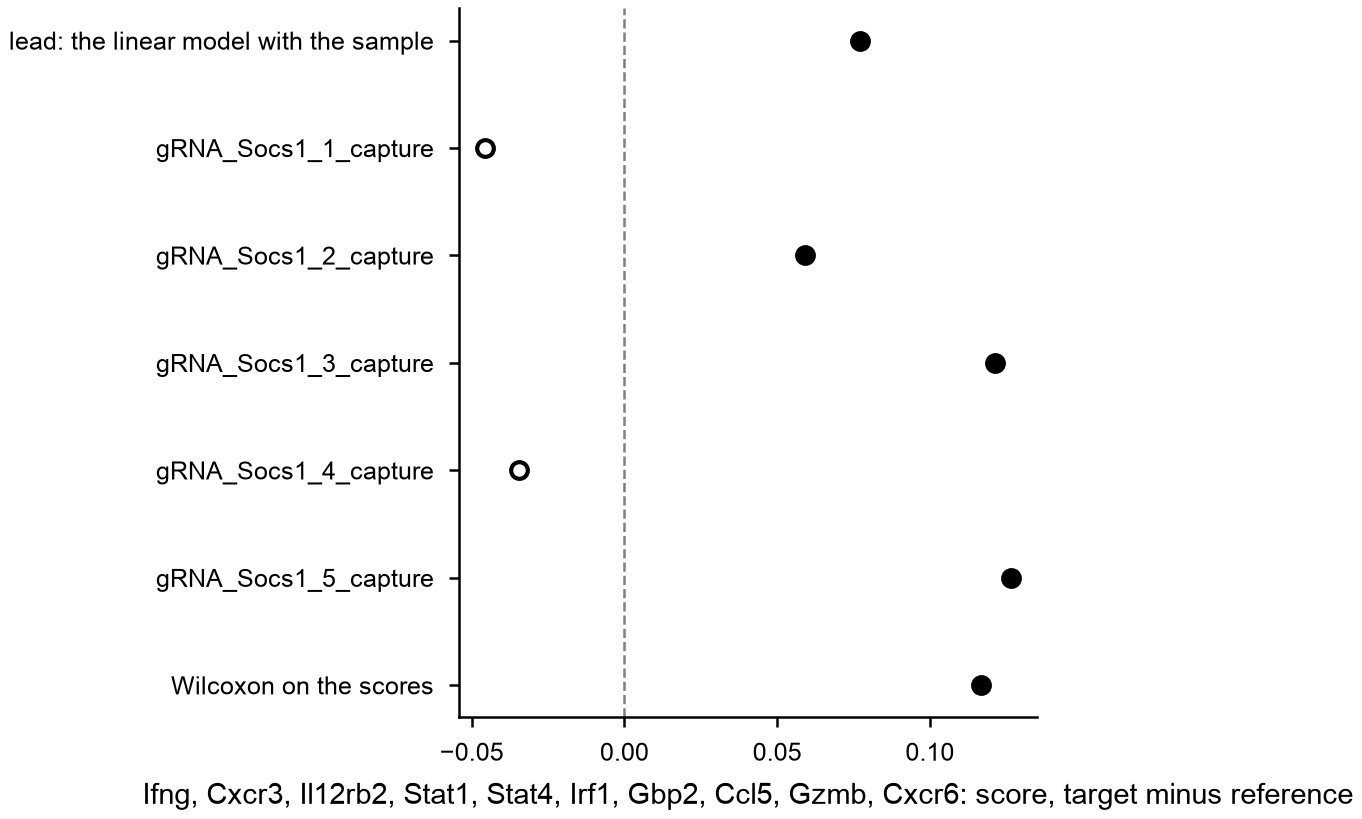 lead: the linear model with the sample
gRNA_Socs1_1_capture
gRNA_Socs1_2_capture
gRNA_Socs1_3_capture
gRNA_Socs1_4_capture
gRNA_Socs1_5_capture
Wilcoxon on the scores
−0.05 0.00 0.05 0.10
Ifng, Cxcr3, Il12rb2, Stat1, Stat4, Irf1, Gbp2, Ccl5, Gzmb, Cxcr6: score, target minus reference